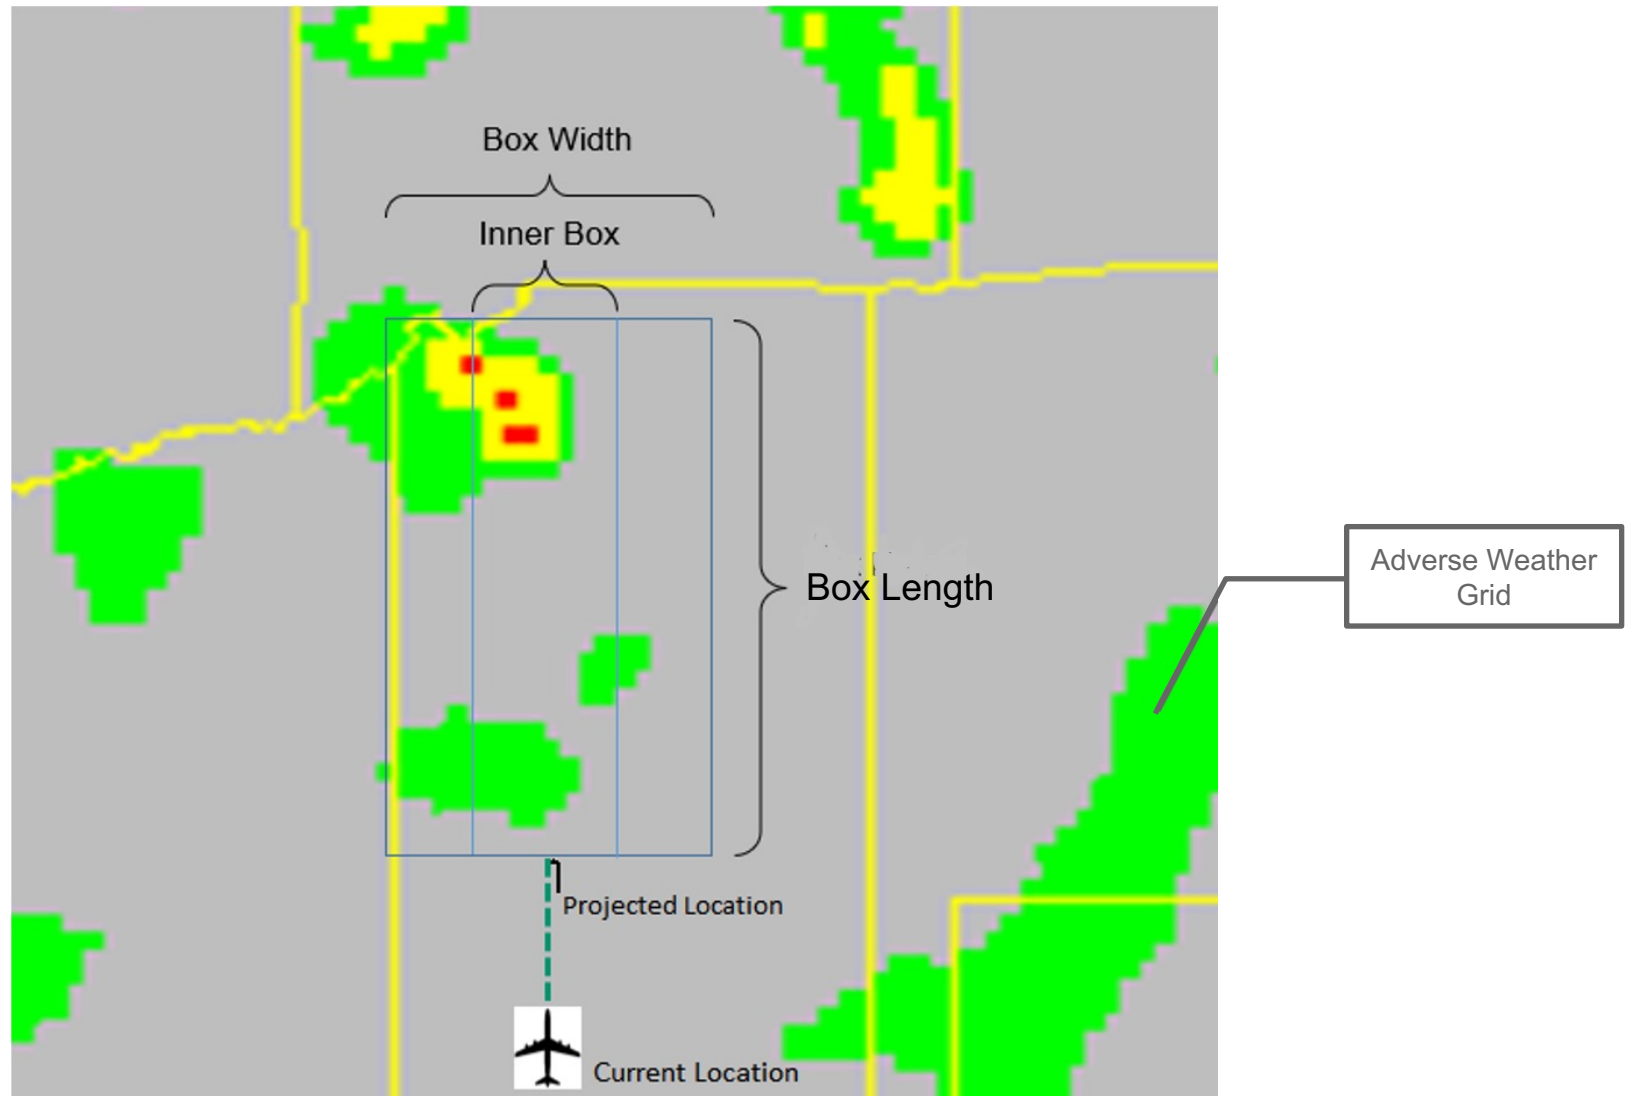 Box Width
Inner Box
Box Length
Adverse Weather
Grid
Projected Location
Current Location